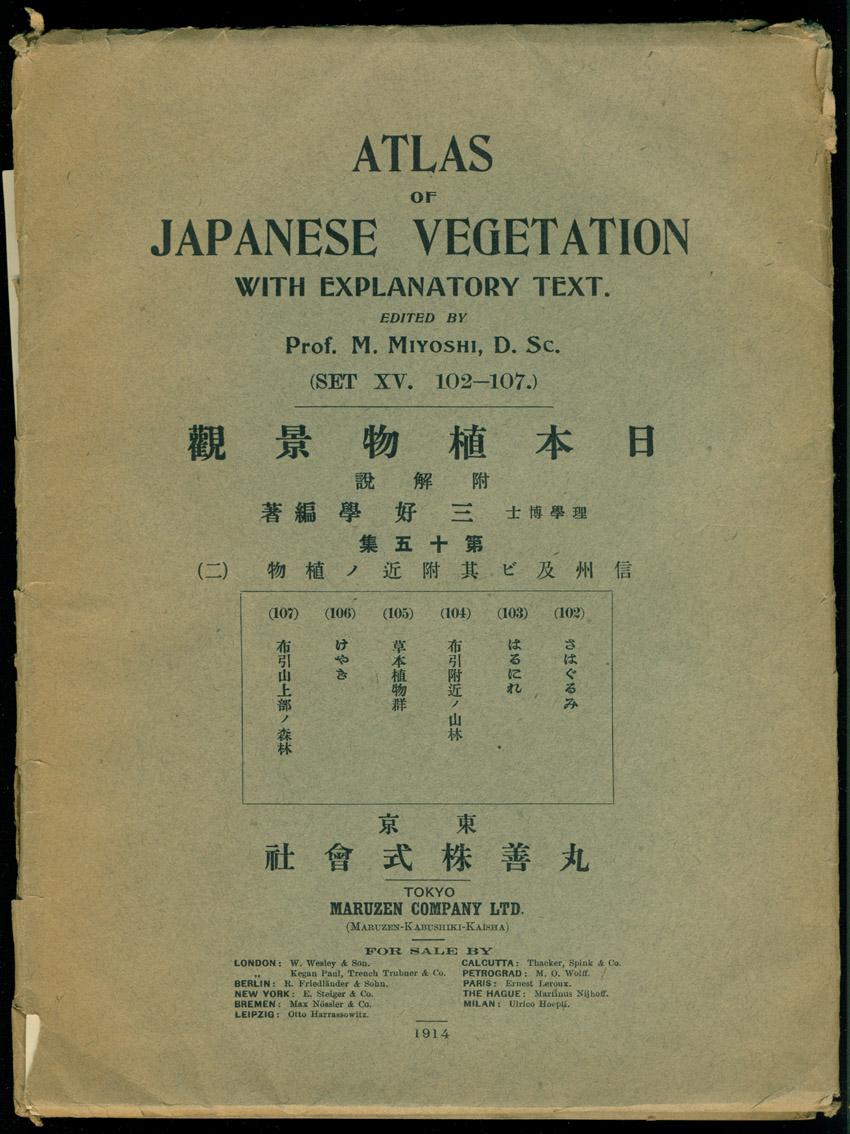 ATLAS
OF
JAPANESE VEGETATION
WITH EXPLANATORY TEXT.
EDITED BY
Prof. M. MIYOSHI, D. Sc.
(SET XV. 102—107.)
日本植物景觀
附解說
理學博士 三好學編著
第十五集
信州及ビ其附近ノ植物 (二)
(102) さはぐるみ
(103) はるにれ
(104) 布引附近ノ山林
(105) 草本植物群
(106) けやき
(107) 布引山上部ノ森林
東京
丸善株式會社
TOKYO
MARUZEN COMPANY LTD.
(MARUZEN-KABUSHIKI-KAISHA)
FOR SALE BY
LONDON: W. Wesley & Son.
„ Kegan Paul, Trench Trubner & Co.
BERLIN: R. Friedländer & Sohn.
NEW YORK: E. Steiger & Co.
BREMEN: Max Nössler & Co.
LEIPZIG: Otto Harrassowitz.
CALCUTTA: Thacker, Spink & Co.
PETROGRAD: M. O. Wolff.
PARIS: Ernest Leroux.
THE HAGUE: Martinus Nijhoff.
MILAN: Ulrico Hoepli.
1914